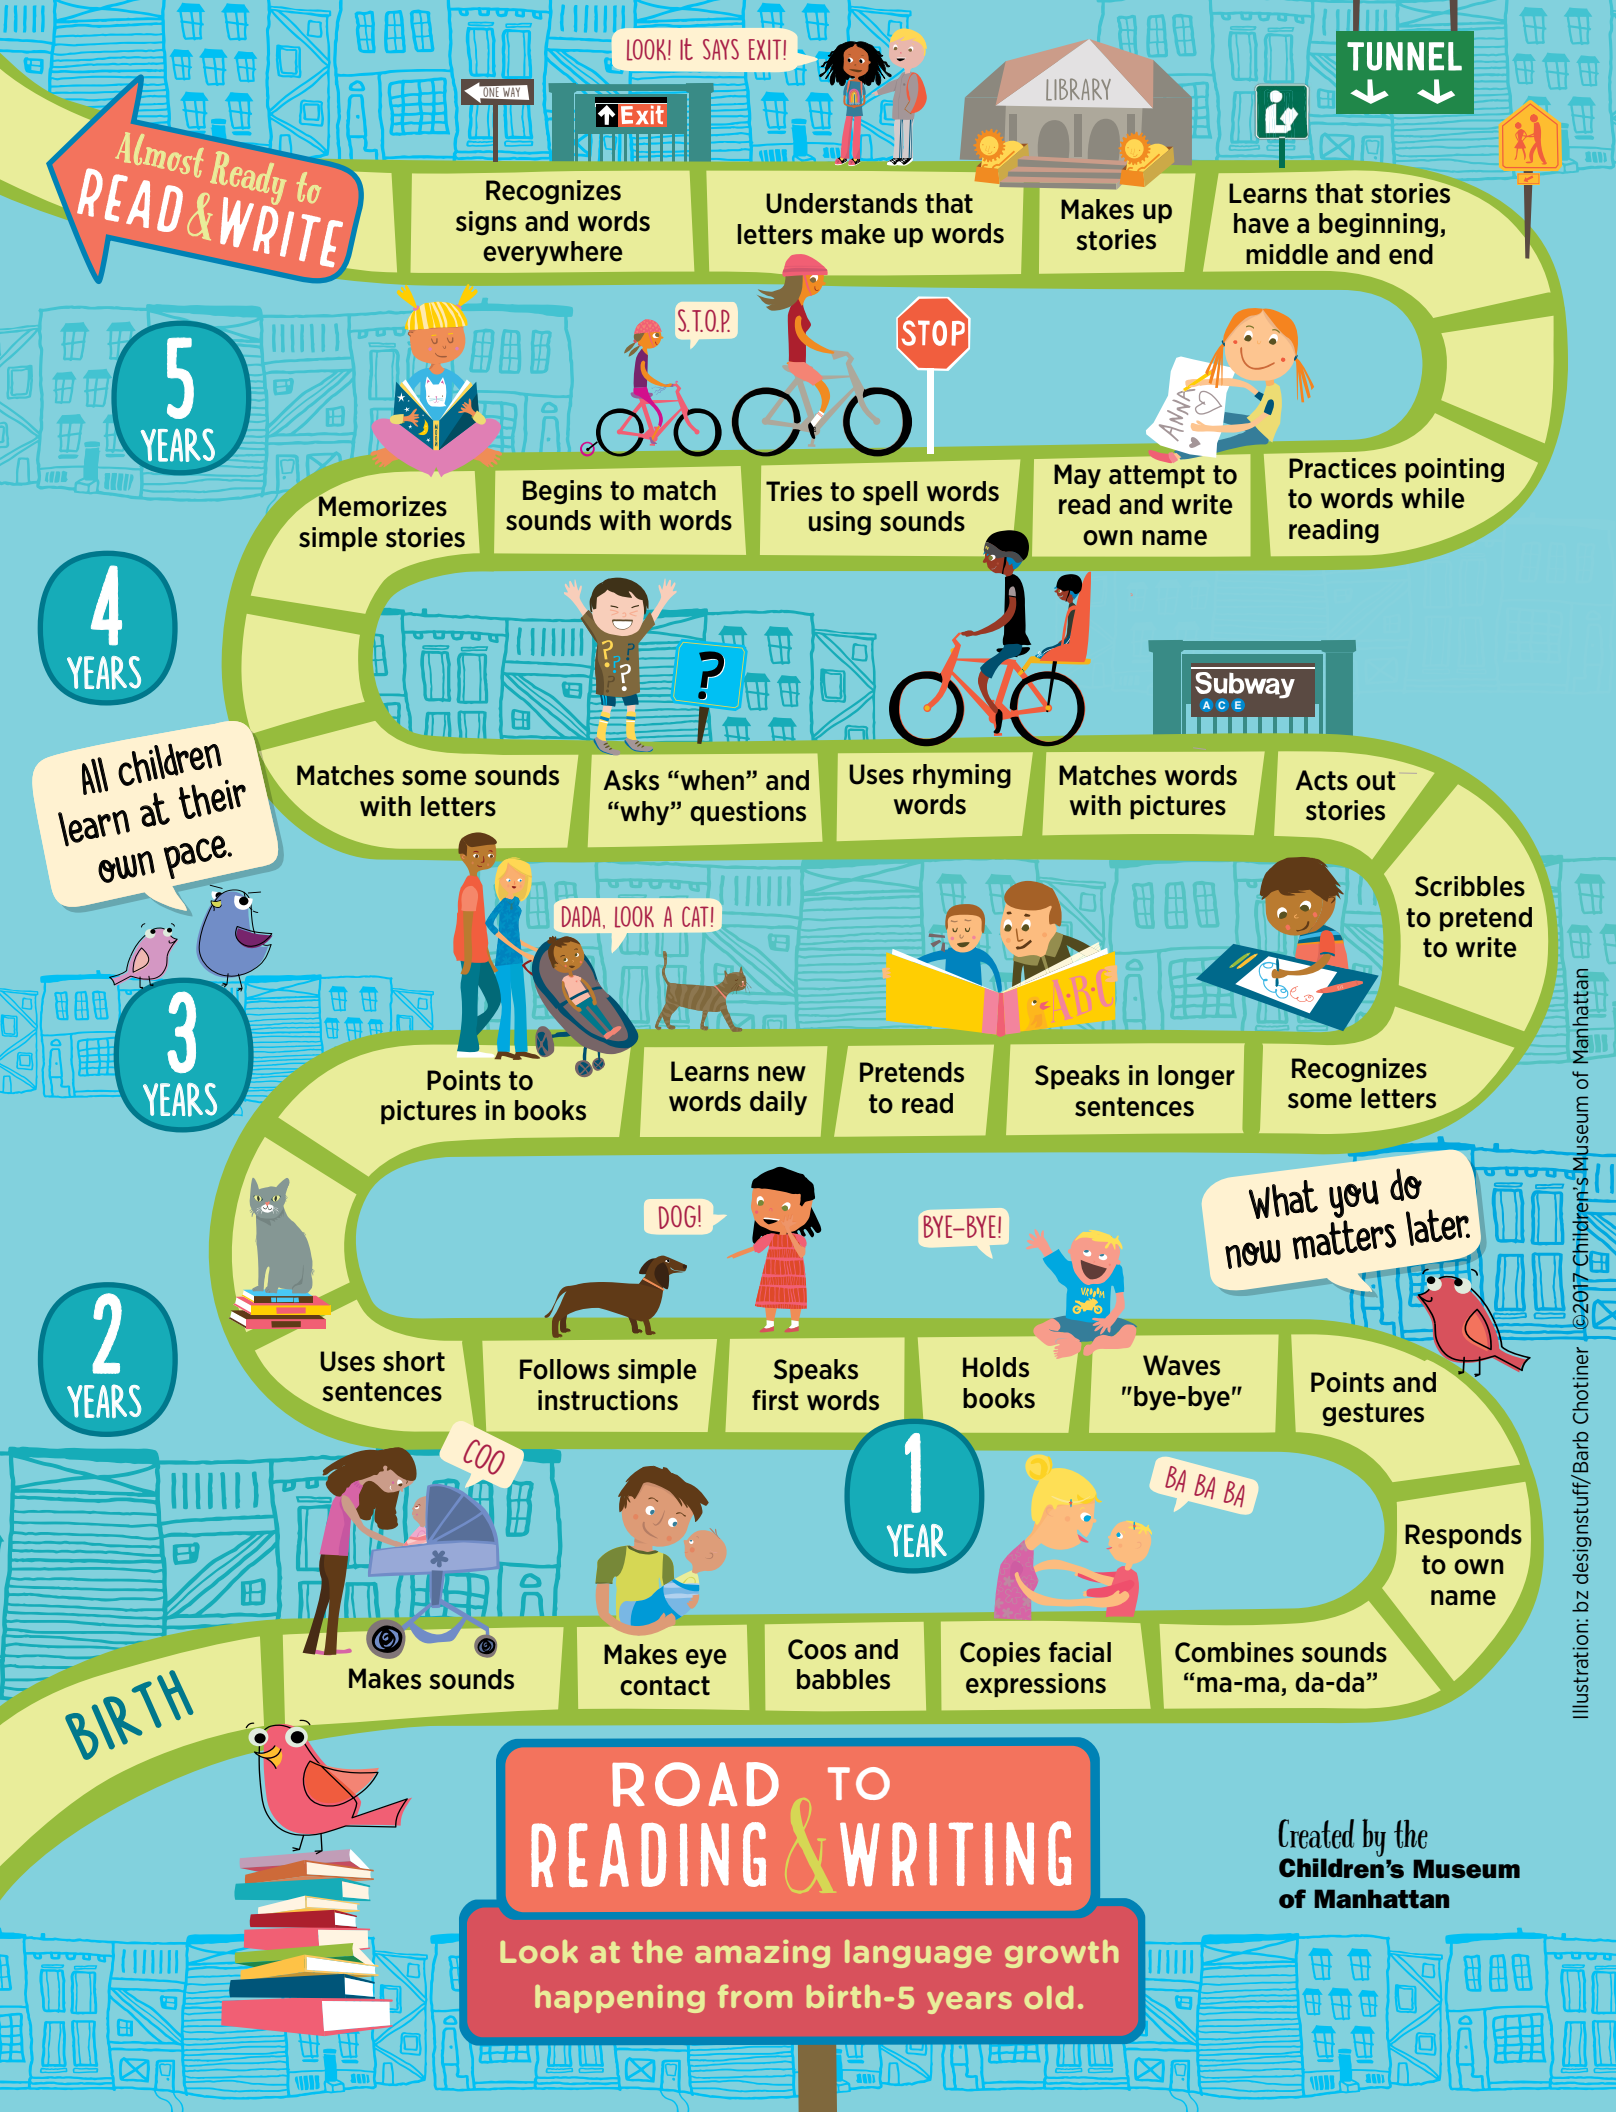 LOOK! It SAYS EXIT!
ONE WAY
Exit
LIBRARY
TUNNEL
Almost Ready to
READ & WRITE
Recognizes
signs and words
everywhere
Understands that
letters make up words
Makes up
stories
Learns that stories
have a beginning,
middle and end
5
YEARS
S.T.O.P.
STOP
ANNA
Memorizes
simple stories
Begins to match
sounds with words
Tries to spell words
using sounds
May attempt to
read and write
own name
Practices pointing
to words while
reading
4
YEARS
?
Subway
A C E
Matches some sounds
with letters
Asks “when” and
“why” questions
Uses rhyming
words
Matches words
with pictures
Acts out
stories
Scribbles
to pretend
to write
All children
learn at their
own pace.
DADA, LOOK A CAT!
A·B·C
3
YEARS
Points to
pictures in books
Learns new
words daily
Pretends
to read
Speaks in longer
sentences
Recognizes
some letters
DOG!
BYE-BYE!
VROOM
What you do
now matters later.
2
YEARS
Uses short
sentences
Follows simple
instructions
Speaks
first words
Holds
books
Waves
"bye-bye"
Points and
gestures
COO
1
YEAR
BA BA BA
Responds
to own
name
BIRTH
Makes sounds
Makes eye
contact
Coos and
babbles
Copies facial
expressions
Combines sounds
“ma-ma, da-da”
ROAD TO
READING & WRITING
Look at the amazing language growth
happening from birth-5 years old.
Created by the
Children's Museum
of Manhattan
Illustration: bz designstuff/Barb Chotiner ©2017 Children's Museum of Manhattan